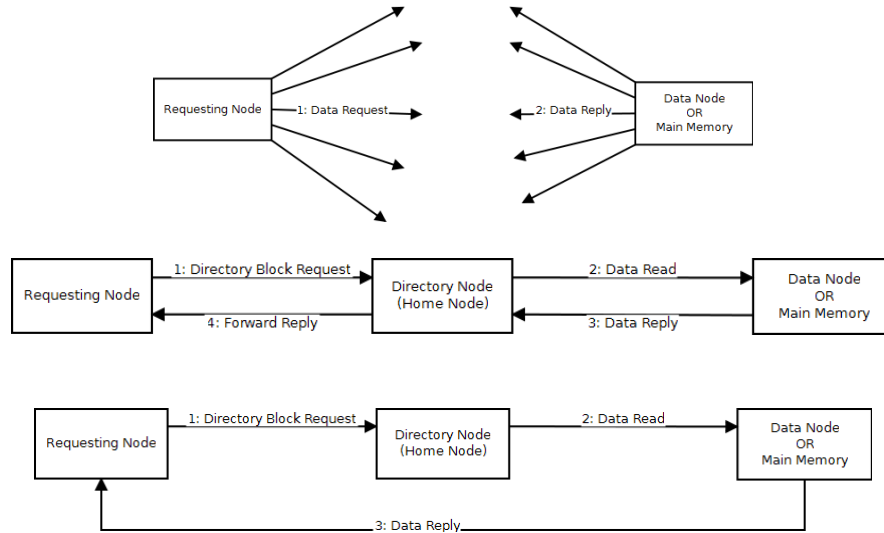 Requesting Node
1: Data Request
2: Data Reply
Data Node
OR
Main Memory
Requesting Node
1: Directory Block Request
4: Forward Reply
Directory Node
(Home Node)
2: Data Read
3: Data Reply
Data Node
OR
Main Memory
Requesting Node
1: Directory Block Request
Directory Node
(Home Node)
2: Data Read
Data Node
OR
Main Memory
3: Data Reply